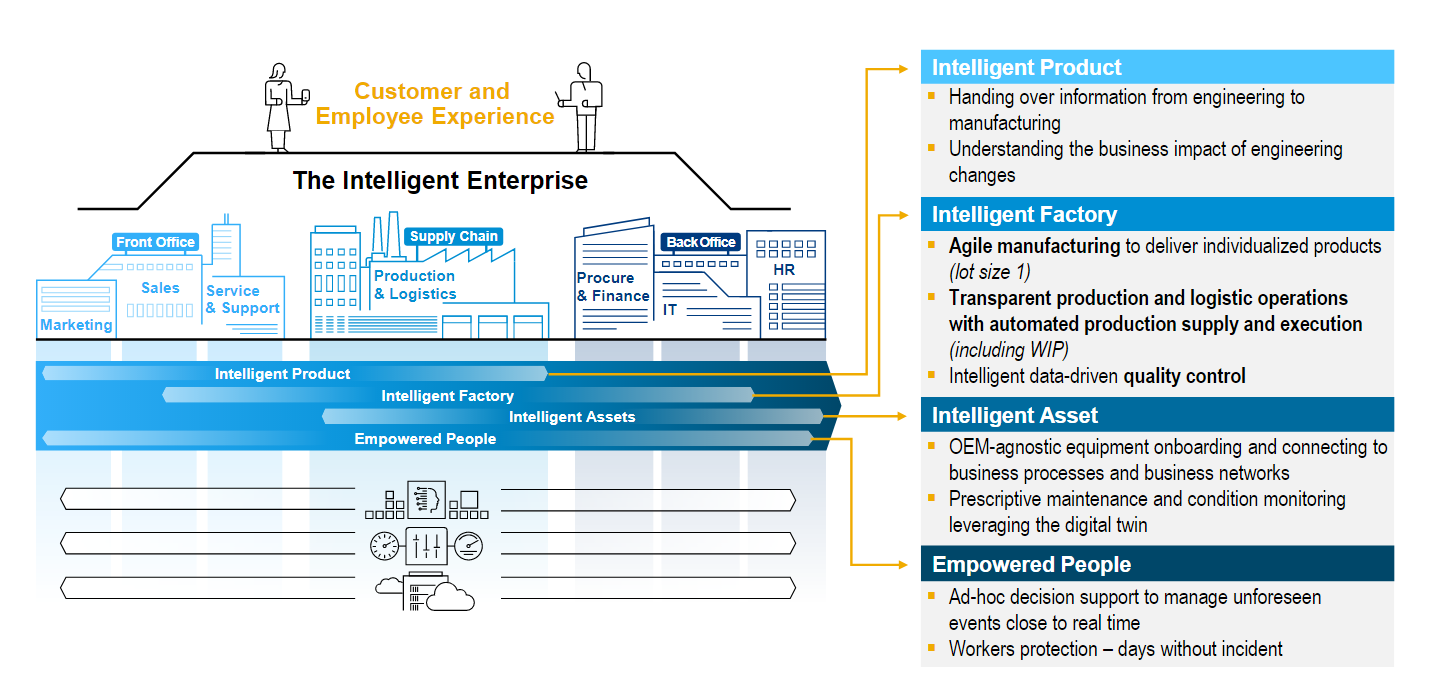 Customer and
Employee Experience
The Intelligent Enterprise
Front Office
Sales
Service
& Support
Marketing
Supply Chain
Production
& Logistics
Back Office
Procure
& Finance
HR
IT
Intelligent Product
Intelligent Factory
Intelligent Assets
Empowered People
Intelligent Product
Handing over information from engineering to
manufacturing
Understanding the business impact of engineering
changes
Intelligent Factory
Agile manufacturing to deliver individualized products
(lot size 1)
Transparent production and logistic operations
with automated production supply and execution
(including WIP)
Intelligent data-driven quality control
Intelligent Asset
OEM-agnostic equipment onboarding and connecting to
business processes and business networks
Prescriptive maintenance and condition monitoring
leveraging the digital twin
Empowered People
Ad-hoc decision support to manage unforeseen
events close to real time
Workers protection – days without incident